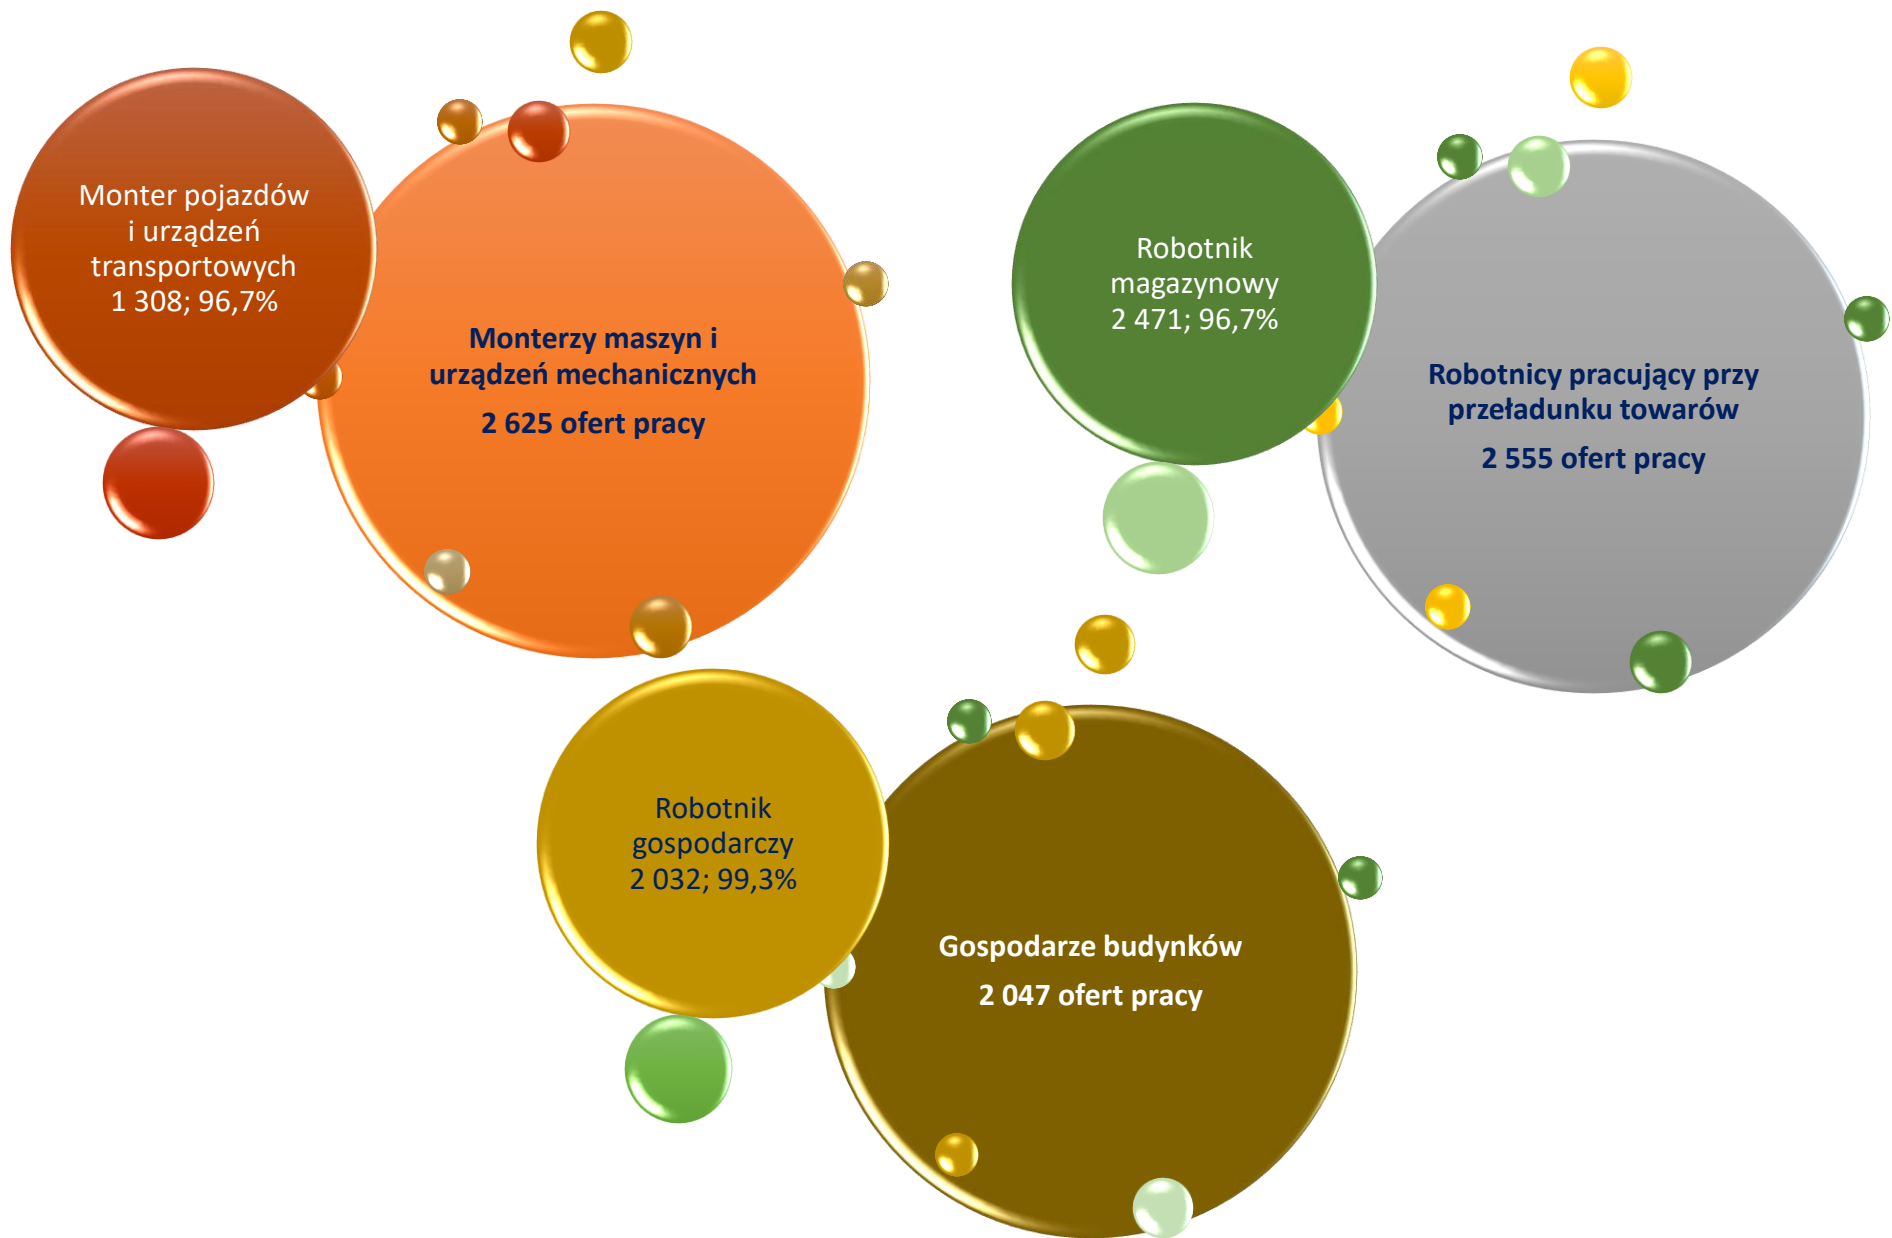 Monter pojazdów
i urządzeń
transportowych
1 308; 96,7%
Monterzy maszyn i
urządzeń mechanicznych
2 625 ofert pracy
Robotnik
magazynowy
2 471; 96,7%
Robotnicy pracujący przy
przeładunku towarów
2 555 ofert pracy
Robotnik
gospodarczy
2 032; 99,3%
Gospodarze budynków
2 047 ofert pracy